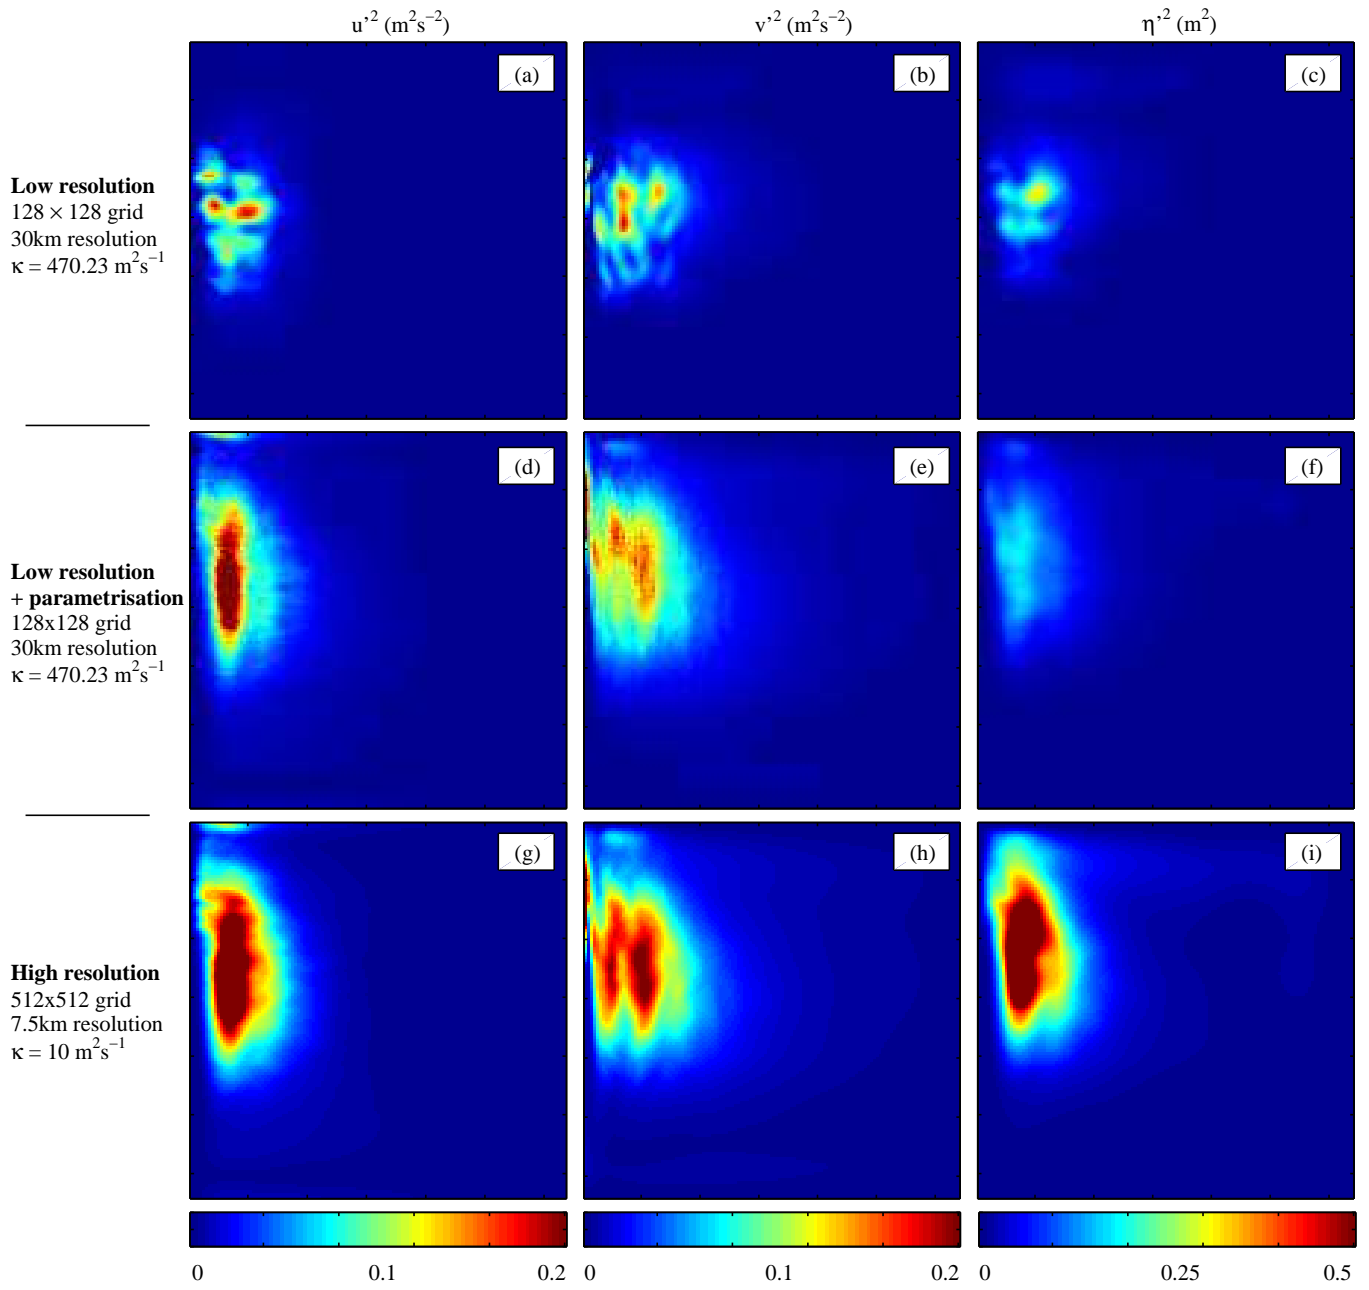 u'² (m²s⁻²) v'² (m²s⁻²) η'² (m²)
(a) (b) (c)
Low resolution
128 × 128 grid
30km resolution
κ = 470.23 m²s⁻¹
(d) (e) (f)
Low resolution
+ parametrisation
128x128 grid
30km resolution
κ = 470.23 m²s⁻¹
(g) (h) (i)
High resolution
512x512 grid
7.5km resolution
κ = 10 m²s⁻¹
0 0.1 0.2 0 0.1 0.2 0 0.25 0.5